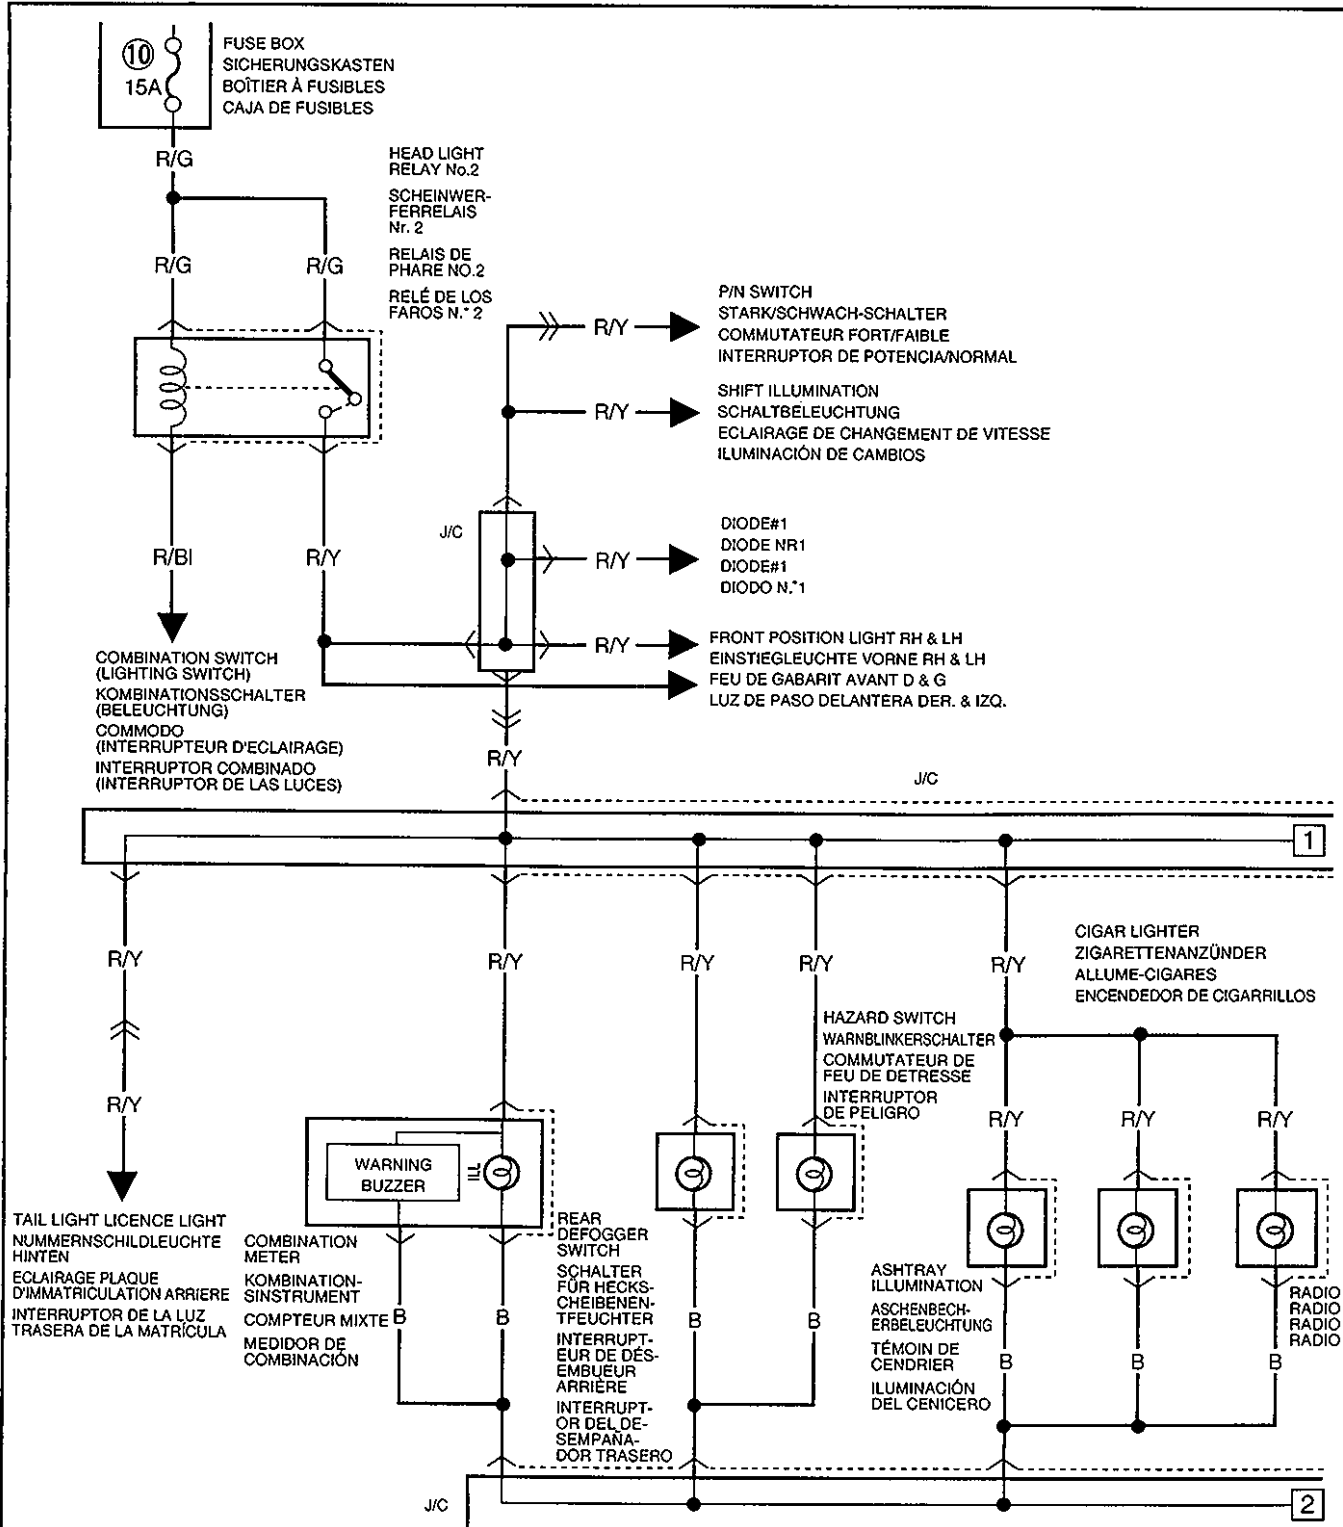 10
15A
FUSE BOX
SICHERUNGSKASTEN
BOÎTIER À FUSIBLES
CAJA DE FUSIBLES
R/G
HEAD LIGHT
RELAY No.2
SCHEINWER-
FERRELAIS
Nr. 2
RELAIS DE
PHARE NO.2
RELÉ DE LOS
FAROS N.° 2
R/G
R/G
R/Y
P/N SWITCH
STARK/SCHWACH-SCHALTER
COMMUTATEUR FORT/FAIBLE
INTERRUPTOR DE POTENCIA/NORMAL
R/Y
SHIFT ILLUMINATION
SCHALTBELEUCHTUNG
ECLAIRAGE DE CHANGEMENT DE VITESSE
ILUMINACIÓN DE CAMBIOS
J/C
R/Bl
R/Y
R/Y
DIODE#1
DIODE NR1
DIODE#1
DIODO N.°1
R/Y
FRONT POSITION LIGHT RH & LH
EINSTIEGLEUCHTE VORNE RH & LH
FEU DE GABARIT AVANT D & G
LUZ DE PASO DELANTERA DER. & IZQ.
COMBINATION SWITCH
(LIGHTING SWITCH)
KOMBINATIONSSCHALTER
(BELEUCHTUNG)
COMMODO
(INTERRUPTEUR D'ECLAIRAGE)
INTERRUPTOR COMBINADO
(INTERRUPTOR DE LAS LUCES)
R/Y
J/C
1
R/Y
R/Y
R/Y
R/Y
R/Y
CIGAR LIGHTER
ZIGARETTENANZÜNDER
ALLUME-CIGARES
ENCENDEDOR DE CIGARRILLOS
HAZARD SWITCH
WARNBLINKERSCHALTER
COMMUTATEUR DE
FEU DE DETRESSE
INTERRUPTOR
DE PELIGRO
R/Y
R/Y
R/Y
R/Y
WARNING
BUZZER
ILL
TAIL LIGHT LICENCE LIGHT
NUMMERNSCHILDLEUCHTE
HINTEN
ECLAIRAGE PLAQUE
D'IMMATRICULATION ARRIERE
INTERRUPTOR DE LA LUZ
TRASERA DE LA MATRÍCULA
COMBINATION
METER
KOMBINATION-
SINSTRUMENT
COMPTEUR MIXTE
MEDIDOR DE
COMBINACIÓN
B
B
REAR
DEFOGGER
SWITCH
SCHALTER
FÜR HECKS-
CHEIBENEN-
TFEUCHTER
INTERRUPT-
EUR DE DÉS-
EMBUEUR
ARRIÈRE
INTERRUPT-
OR DEL DE-
SEMPAÑA-
DOR TRASERO
B
B
ASHTRAY
ILLUMINATION
ASCHENBECH-
ERBELEUCHTUNG
TÉMOIN DE
CENDRIER
ILUMINACIÓN
DEL CENICERO
B
B
B
RADIO
RADIO
RADIO
RADIO
J/C
2